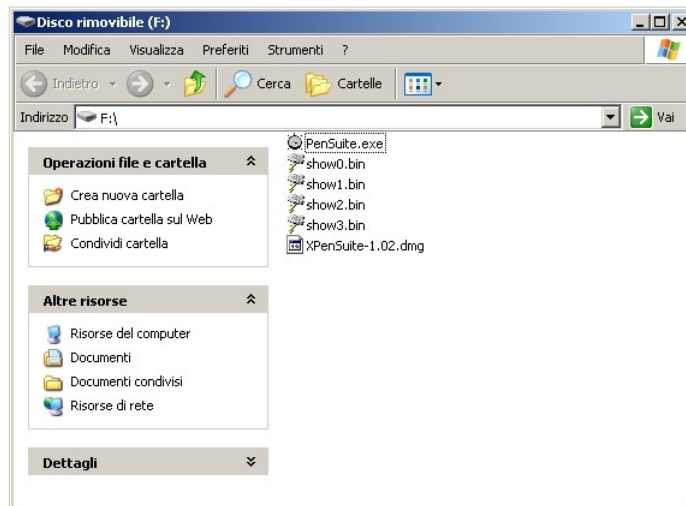 Disco rimovibile (F:)
File Modifica Visualizza Preferiti Strumenti ?
Indietro Cerca Cartelle
Indirizzo F:\ Vai
Operazioni file e cartella
Crea nuova cartella
Pubblica cartella sul Web
Condividi cartella
Altre risorse
Risorse del computer
Documenti
Documenti condivisi
Risorse di rete
Dettagli
PenSuite.exe
show0.bin
show1.bin
show2.bin
show3.bin
XPenSuite-1.02.dmg